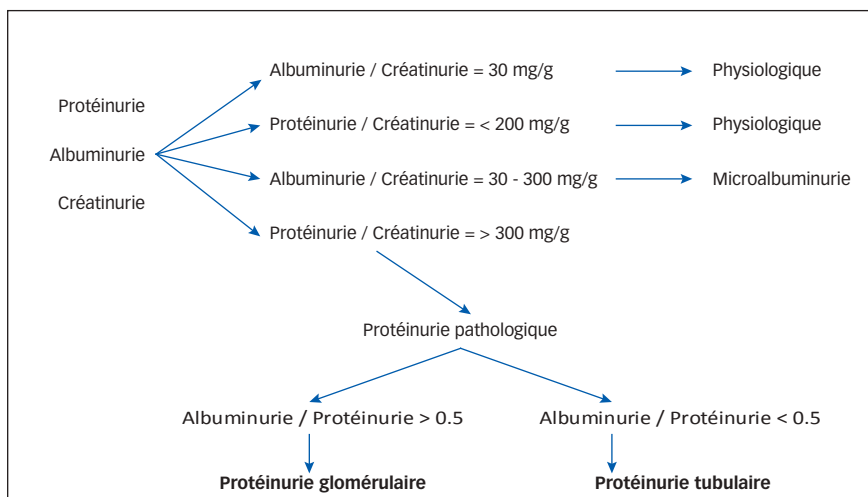 Albuminurie / Créatinurie = 30 mg/g Physiologique
Protéinurie
Protéinurie / Créatinurie = < 200 mg/g Physiologique
Albuminurie
Albuminurie / Créatinurie = 30 - 300 mg/g Microalbuminurie
Créatinurie
Protéinurie / Créatinurie = > 300 mg/g
Protéinurie pathologique
Albuminurie / Protéinurie > 0.5 Albuminurie / Protéinurie < 0.5
Protéinurie glomérulaire Protéinurie tubulaire